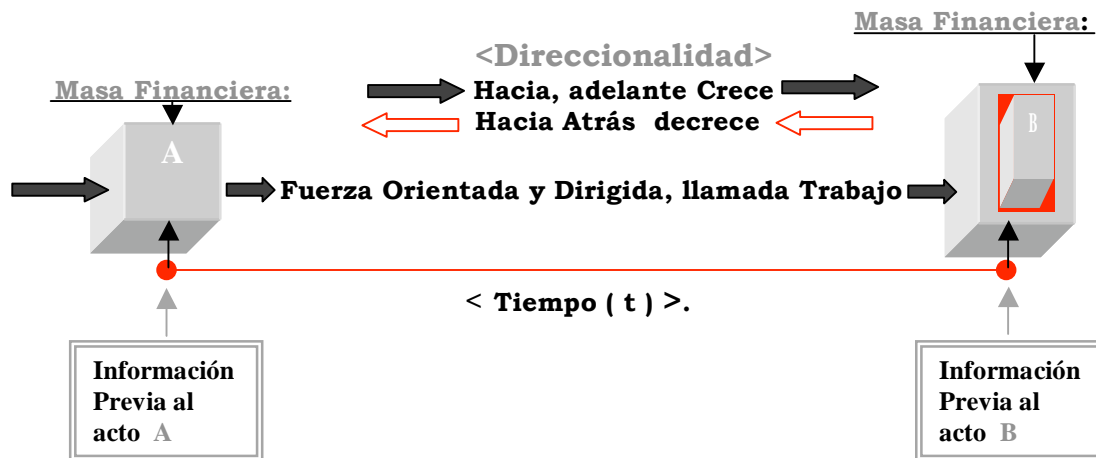 Masa Financiera:
<Direccionalidad>
Masa Financiera:
Hacia, adelante Crece
Hacia Atrás decrece
A
B
Fuerza Orientada y Dirigida, llamada Trabajo
< Tiempo ( t ) >.
Información
Previa al
acto A
Información
Previa al
acto B